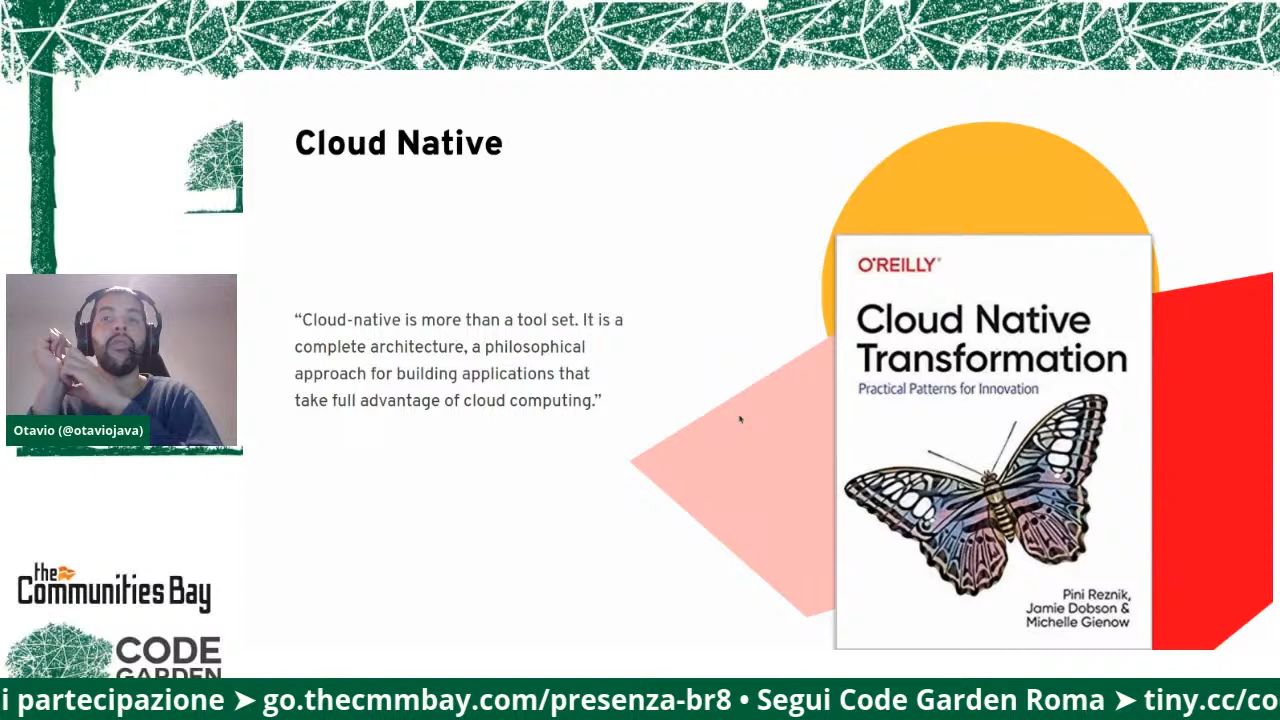 Cloud Native
“Cloud-native is more than a tool set. It is a
complete architecture, a philosophical
approach for building applications that
take full advantage of cloud computing.”
O'REILLY®
Cloud Native
Transformation
Practical Patterns for Innovation
Pini Reznik,
Jamie Dobson &
Michelle Gienow
Otavio (@otaviojava)
the
Communities Bay
CODE
GARDEN
i partecipazione ➤ go.thecmmbay.com/presenza-br8 • Segui Code Garden Roma ➤ tiny.cc/co